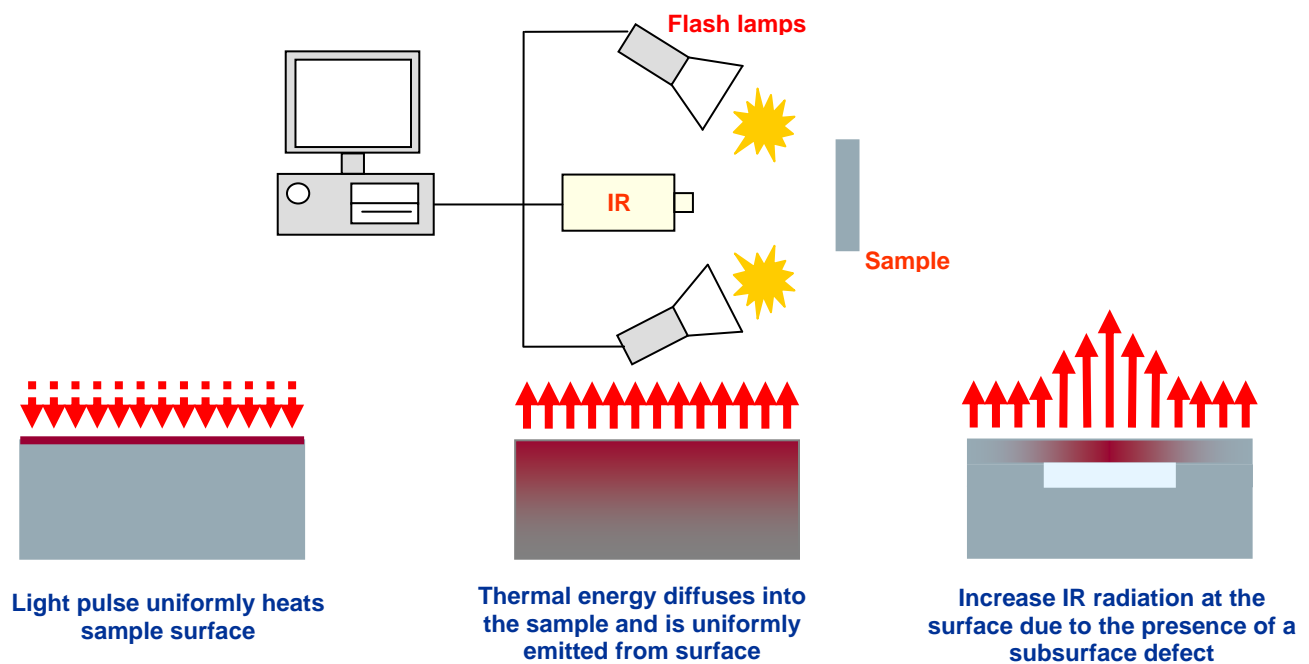 Flash lamps
IR
Sample
Light pulse uniformly heats
sample surface
Thermal energy diffuses into
the sample and is uniformly
emitted from surface
Increase IR radiation at the
surface due to the presence of a
subsurface defect